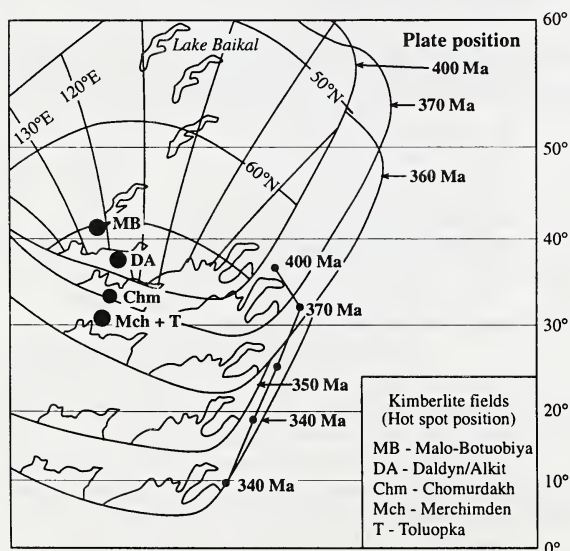 Lake Baikal
Plate position
60°
400 Ma
50°N
120°E
370 Ma
130°E
50°
60°N
360 Ma
MB
40°
DA
400 Ma
Chm
370 Ma
Mch + T
30°
350 Ma
Kimberlite fields
(Hot spot position)
340 Ma
20°
MB - Malo-Botuobiya
DA - Daldyn/Alkit
Chm - Chomurdakh
Mch - Merchimden
T - Toluopka
340 Ma
10°
0°